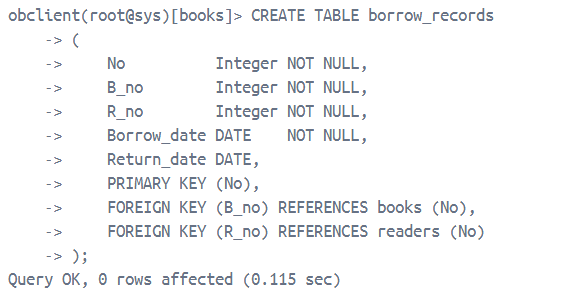 obclient(root@sys)[books]> CREATE TABLE borrow_records
    -> (
    ->     No          Integer NOT NULL,
    ->     B_no        Integer NOT NULL,
    ->     R_no        Integer NOT NULL,
    ->     Borrow_date DATE    NOT NULL,
    ->     Return_date DATE,
    ->     PRIMARY KEY (No),
    ->     FOREIGN KEY (B_no) REFERENCES books (No),
    ->     FOREIGN KEY (R_no) REFERENCES readers (No)
    -> );
Query OK, 0 rows affected (0.115 sec)